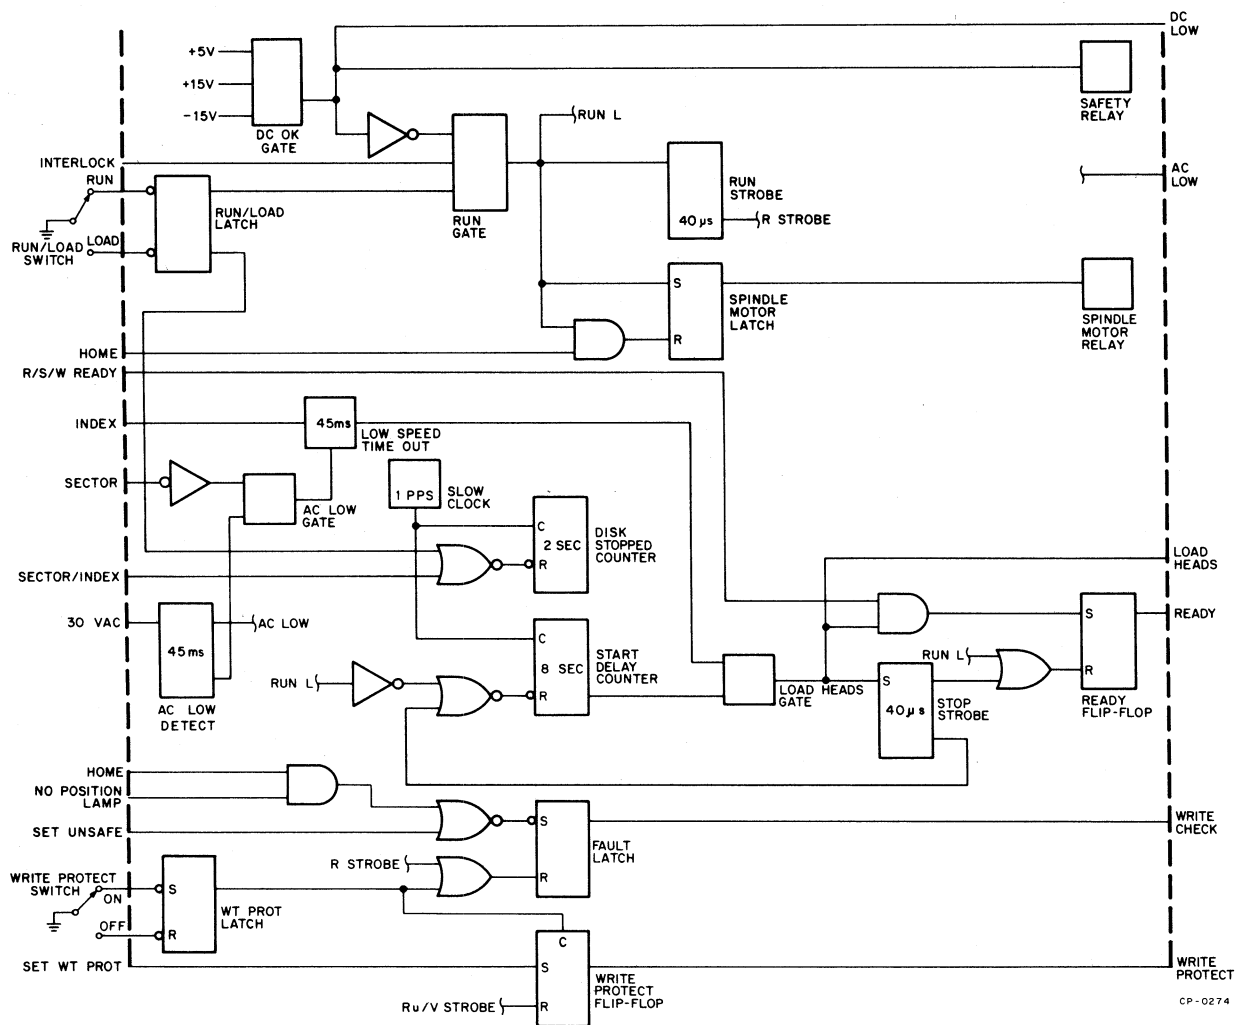 DC
LOW
+5V
+15V
-15V
DC OK
GATE
SAFETY
RELAY
RUN L
INTERLOCK
RUN
RUN/LOAD
LATCH
RUN
GATE
RUN
STROBE
40 µs
R STROBE
AC
LOW
LOAD
RUN/LOAD
SWITCH
S
R
SPINDLE
MOTOR
LATCH
SPINDLE
MOTOR
RELAY
HOME
R/S/W READY
INDEX
45ms
LOW SPEED
TIME OUT
SECTOR
AC LOW
GATE
1 PPS
SLOW
CLOCK
C
2 SEC
R
DISK
STOPPED
COUNTER
SECTOR/INDEX
LOAD
HEADS
30 VAC
45ms
AC LOW
AC LOW
DETECT
C
8 SEC
R
START
DELAY
COUNTER
RUN L
LOAD HEADS
GATE
S
40 µs
STOP
STROBE
RUN L
S
R
READY
FLIP-FLOP
READY
HOME
NO POSITION
LAMP
SET UNSAFE
S
R
FAULT
LATCH
WRITE
CHECK
R STROBE
WRITE PROTECT
SWITCH
ON
OFF
S
R
WT PROT
LATCH
SET WT PROT
C
S
R
WRITE
PROTECT
FLIP-FLOP
Ru/V STROBE
WRITE
PROTECT
CP-0274